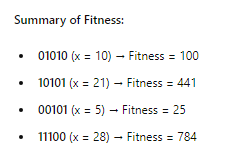 Summary of Fitness:
• 01010 (x = 10) → Fitness = 100
• 10101 (x = 21) → Fitness = 441
• 00101 (x = 5) → Fitness = 25
• 11100 (x = 28) → Fitness = 784